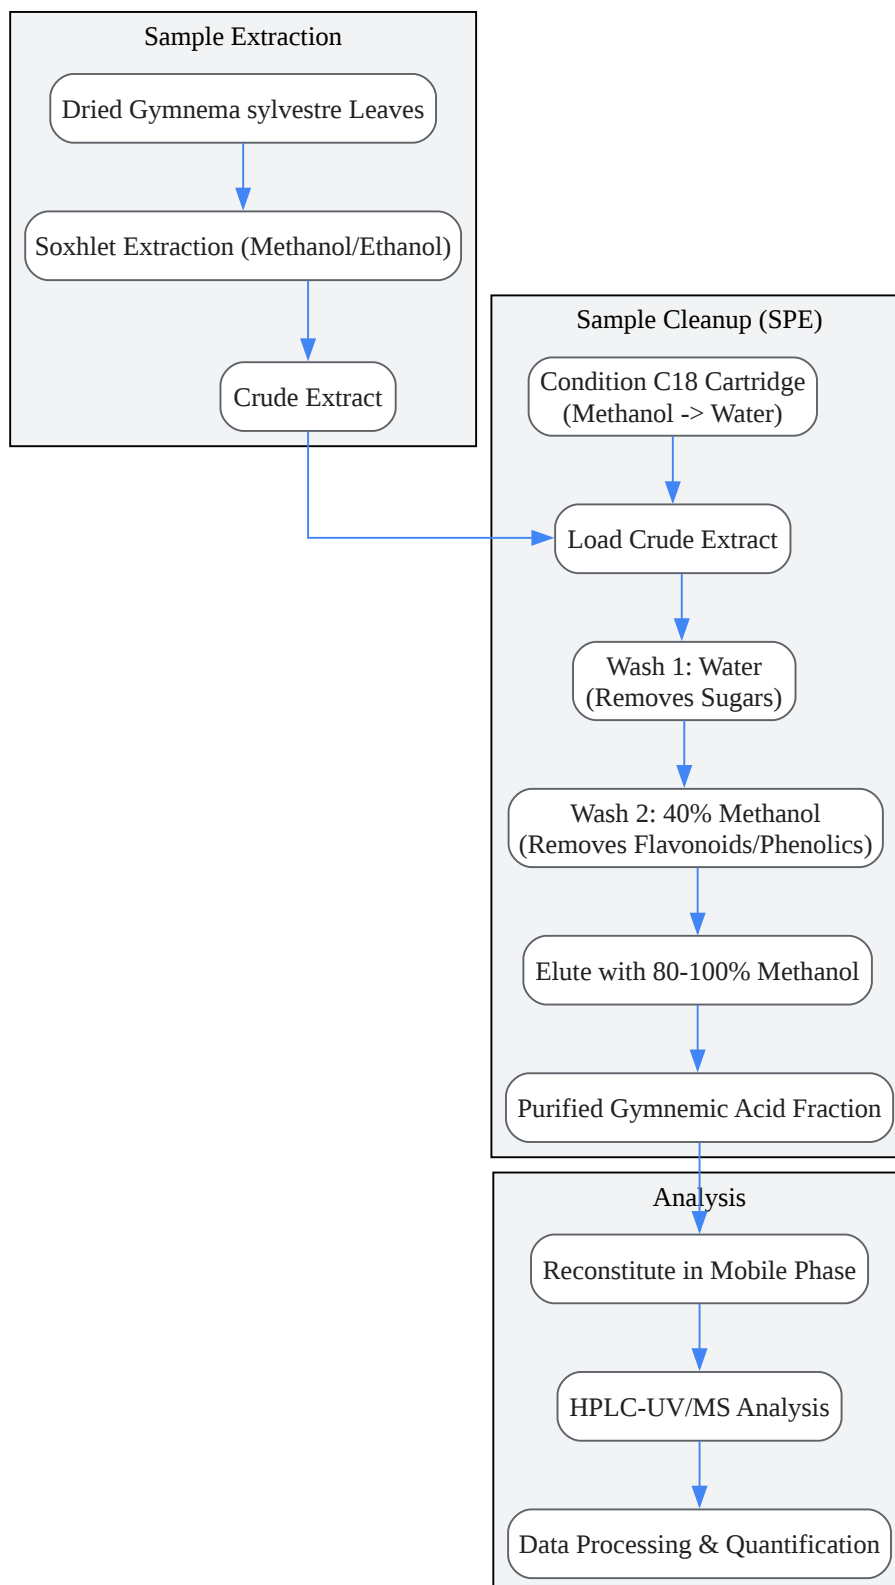 Sample Extraction
Dried Gymnema sylvestre Leaves
Soxhlet Extraction (Methanol/Ethanol)
Crude Extract
Sample Cleanup (SPE)
Condition C18 Cartridge
(Methanol -> Water)
Load Crude Extract
Wash 1: Water
(Removes Sugars)
Wash 2: 40% Methanol
(Removes Flavonoids/Phenolics)
Elute with 80-100% Methanol
Purified Gymnemic Acid Fraction
Analysis
Reconstitute in Mobile Phase
HPLC-UV/MS Analysis
Data Processing & Quantification